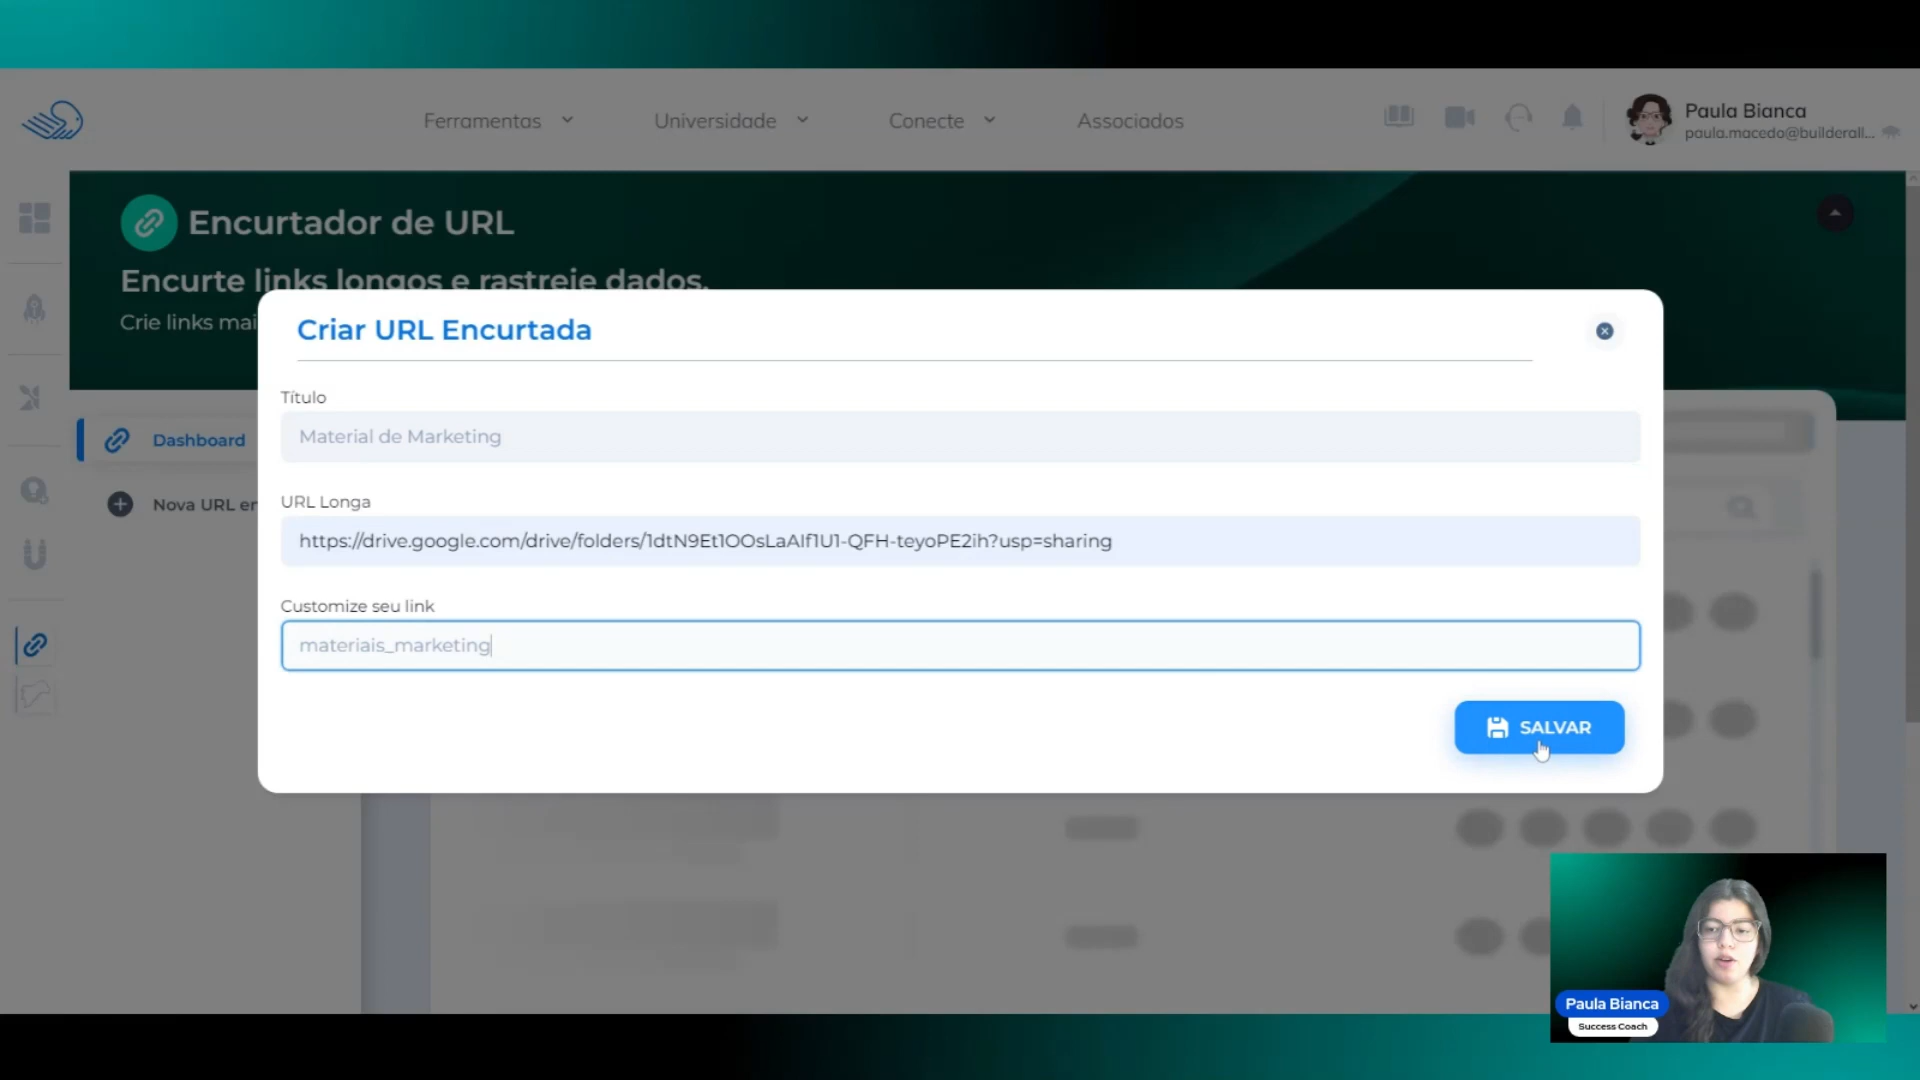 Ferramentas
Universidade
Conecte
Associados
Paula Bianca
paula.macedo@builderall...
Encurtador de URL
Encurte links longos e rastreie dados.
Crie links mai
Criar URL Encurtada
Título
Material de Marketing
Dashboard
Nova URL en
URL Longa
https://drive.google.com/drive/folders/1dtN9Et1OOsLaAIf1U1-QFH-teyoPE2ih?usp=sharing
Customize seu link
materiais_marketing
SALVAR
Paula Bianca
Success Coach